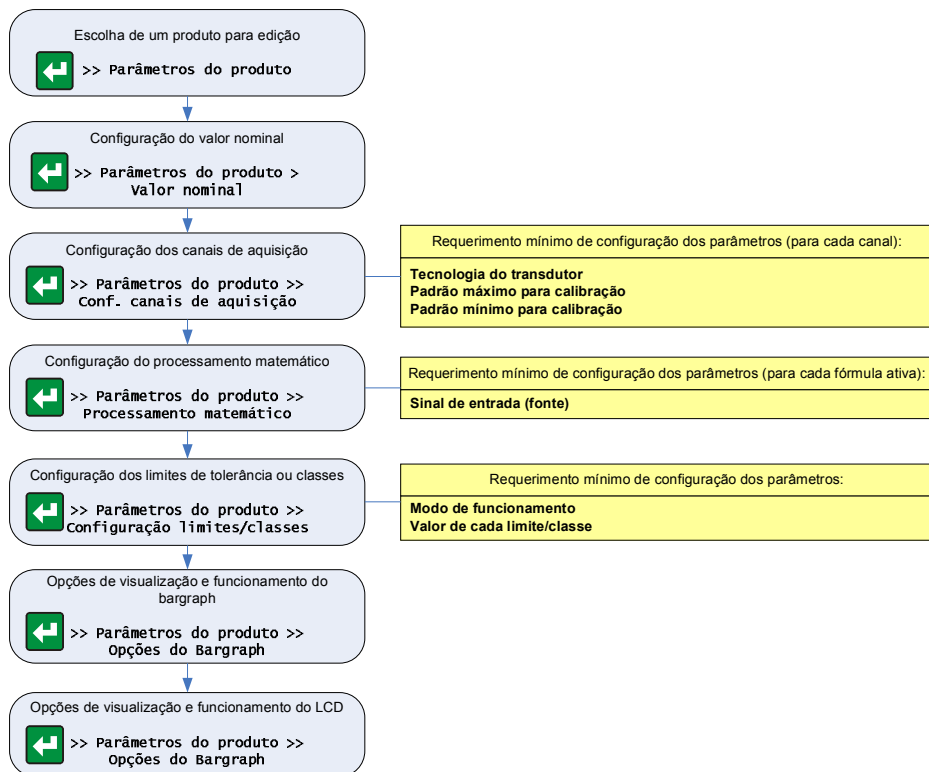 Escolha de um produto para edição
>> Parâmetros do produto
Configuração do valor nominal
>> Parâmetros do produto >
Valor nominal
Configuração dos canais de aquisição
>> Parâmetros do produto >>
Conf. canais de aquisição
Requerimento mínimo de configuração dos parâmetros (para cada canal):
Tecnologia do transdutor
Padrão máximo para calibração
Padrão mínimo para calibração
Configuração do processamento matemático
>> Parâmetros do produto >>
Processamento matemático
Requerimento mínimo de configuração dos parâmetros (para cada fórmula ativa):
Sinal de entrada (fonte)
Configuração dos limites de tolerância ou classes
>> Parâmetros do produto >>
Configuração limites/classes
Requerimento mínimo de configuração dos parâmetros:
Modo de funcionamento
Valor de cada limite/classe
Opções de visualização e funcionamento do
bargraph
>> Parâmetros do produto >>
Opções do Bargraph
Opções de visualização e funcionamento do LCD
>> Parâmetros do produto >>
Opções do Bargraph